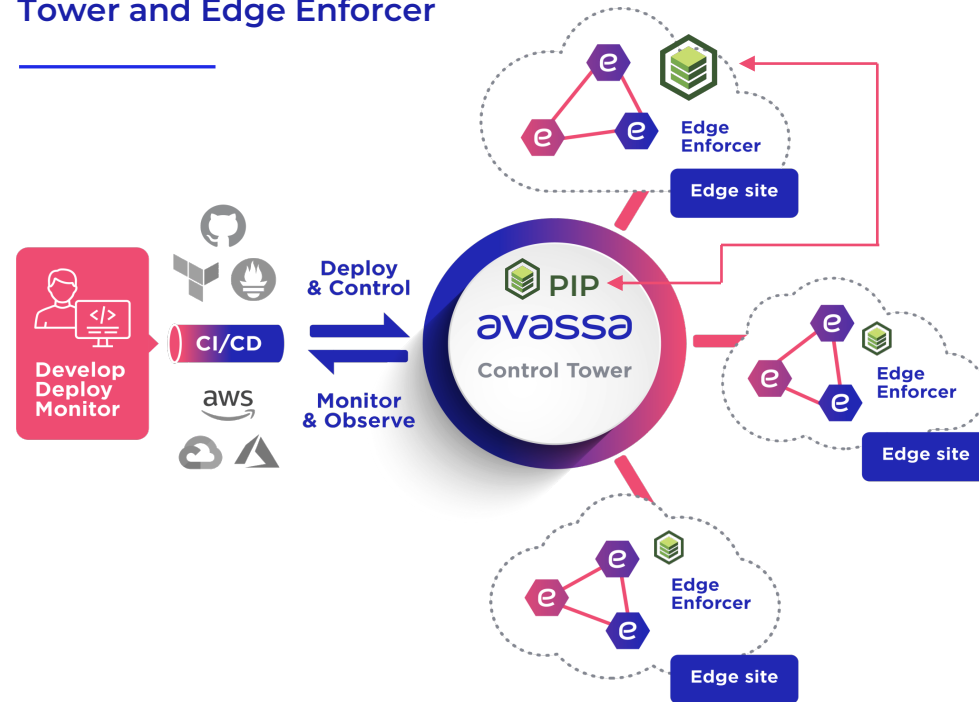 Tower and Edge Enforcer
e
e
e
Edge
Enforcer
Edge site
Develop
Deploy
Monitor
</>
CI/CD
aws
Deploy
& Control
Monitor
& Observe
PIP
avassa
Control Tower
e
e
e
Edge
Enforcer
Edge site
e
e
e
Edge
Enforcer
Edge site